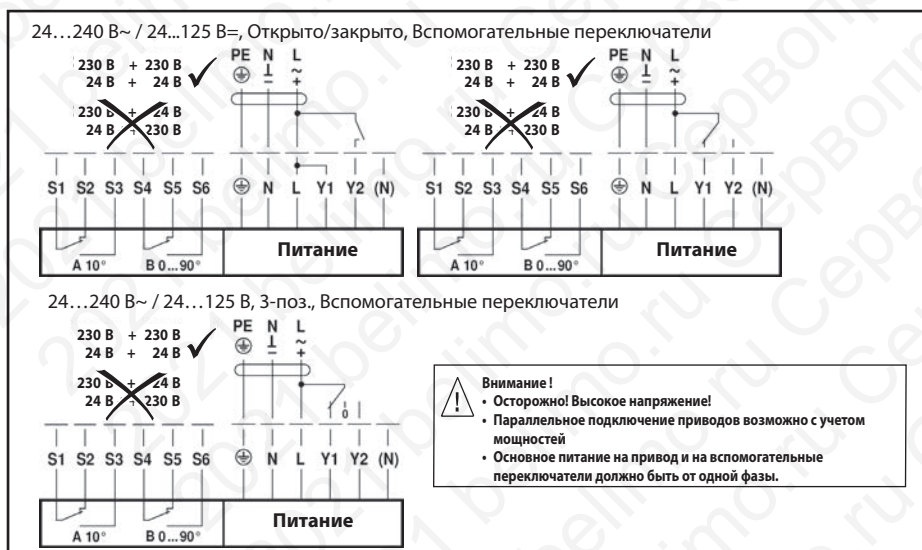 24…240 В~ / 24...125 В=, Открыто/закрыто, Вспомогательные переключатели
230 В + 230 В
24 В + 24 В
230 В + 24 В
24 В + 230 В
PE N L
~
+
S1 S2 S3 S4 S5 S6 N L Y1 Y2 (N)
A 10° B 0...90° Питание
230 В + 230 В
24 В + 24 В
230 В + 24 В
24 В + 230 В
PE N L
~
+
S1 S2 S3 S4 S5 S6 N L Y1 Y2 (N)
A 10° B 0...90° Питание
24…240 В~ / 24…125 В, 3-поз., Вспомогательные переключатели
230 В + 230 В
24 В + 24 В
230 В + 24 В
24 В + 230 В
PE N L
~
+
0
S1 S2 S3 S4 S5 S6 N L Y1 Y2 (N)
A 10° B 0...90° Питание
Внимание !
• Осторожно! Высокое напряжение!
• Параллельное подключение приводов возможно с учетом
мощностей
• Основное питание на привод и на вспомогательные
переключатели должно быть от одной фазы.
2021 belimo.ru Сервопри